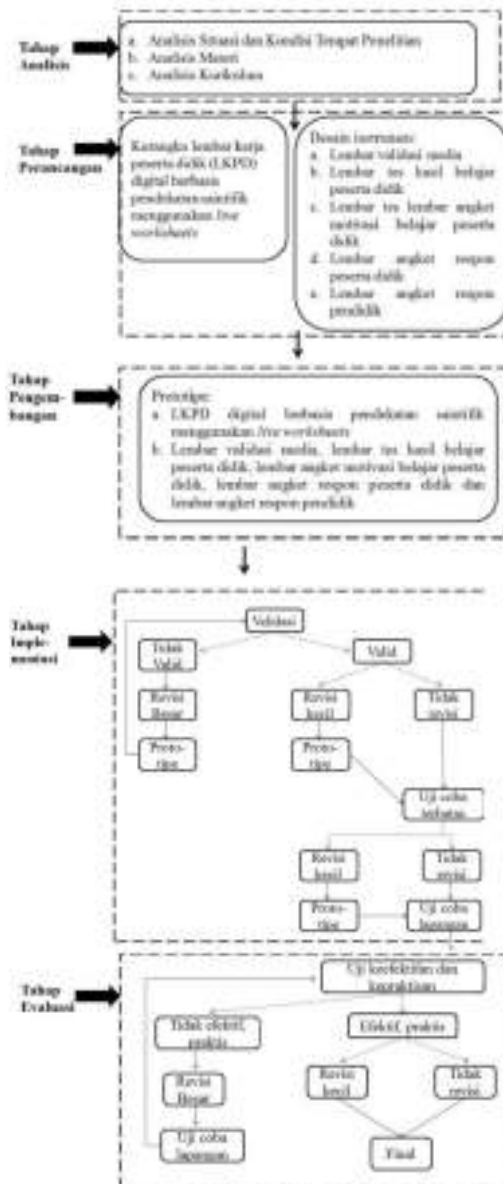 Tahap
Analisis
a. Analisis Situasi dan Kondisi Tempat Penelitian
b. Analisis Materi
c. Analisis Kurikulum
Tahap
Perancangan
Kerangka lembar kerja
peserta didik (LKPD)
digital berbasis
pendekatan saintifik
menggunakan live
worksheets
Desain instrumen:
a. Lembar validasi media
b. Lembar tes hasil belajar
peserta didik
c. Lembar tes lembar angket
motivasi belajar peserta
didik
d. Lembar angket respon
peserta didik
e. Lembar angket respon
pendidik
Tahap
Pengem-
bangan
Prototipe:
a. LKPD digital berbasis pendekatan saintifik
menggunakan live worksheets
b. Lembar validasi media, lembar tes hasil belajar
peserta didik, lembar angket motivasi belajar peserta
didik, lembar angket respon peserta didik dan
lembar angket respon pendidik
Tahap
Imple-
mentasi
Validasi
Tidak
Valid
Valid
Revisi
Besar
Revisi
kecil
Tidak
revisi
Proto-
tipe
Proto-
tipe
Uji coba
terbatas
Revisi
kecil
Tidak
revisi
Proto-
tipe
Uji coba
lapangan
Tahap
Evaluasi
Uji keefektifan dan
kepraktisan
Tidak efektif,
praktis
Efektif, praktis
Revisi
Besar
Revisi
kecil
Tidak
revisi
Uji coba
lapangan
Final